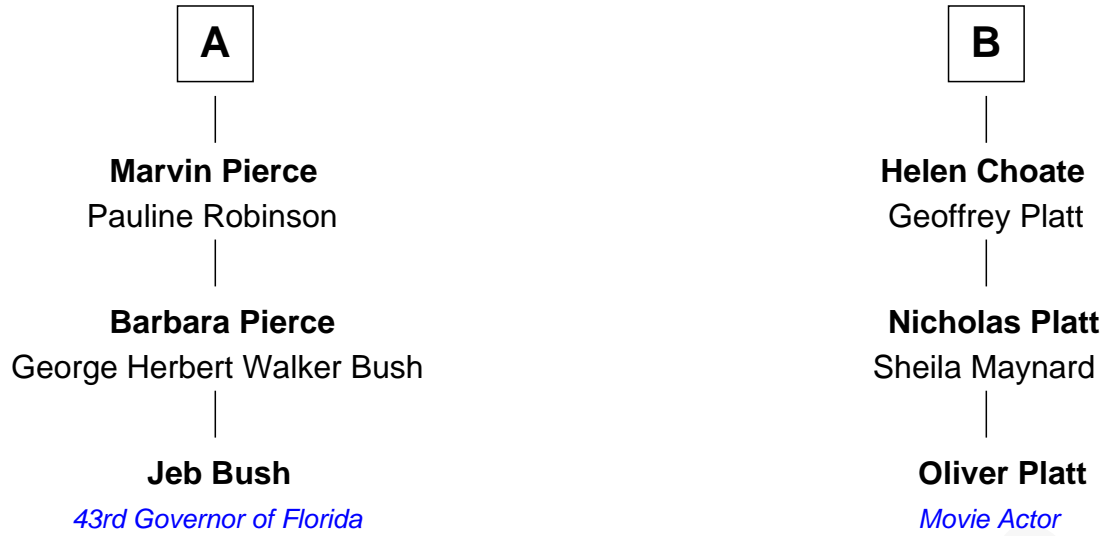 A
Marvin Pierce
Pauline Robinson
Barbara Pierce
George Herbert Walker Bush
Jeb Bush
43rd Governor of Florida
B
Helen Choate
Geoffrey Platt
Nicholas Platt
Sheila Maynard
Oliver Platt
Movie Actor